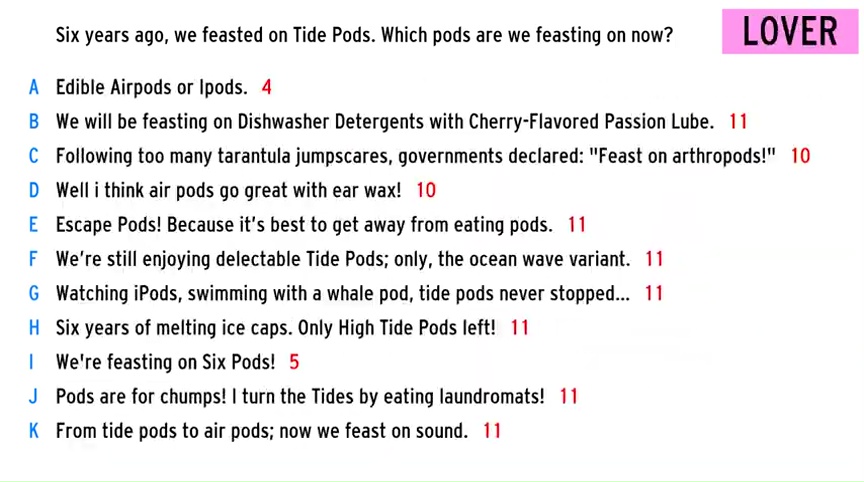 Six years ago, we feasted on Tide Pods. Which pods are we feasting on now?
LOVER
A Edible Airpods or Ipods. 4
B We will be feasting on Dishwasher Detergents with Cherry-Flavored Passion Lube. 11
C Following too many tarantula jumpscares, governments declared: "Feast on arthropods!" 10
D Well i think air pods go great with ear wax! 10
E Escape Pods! Because it's best to get away from eating pods. 11
F We're still enjoying delectable Tide Pods; only, the ocean wave variant. 11
G Watching iPods, swimming with a whale pod, tide pods never stopped... 11
H Six years of melting ice caps. Only High Tide Pods left! 11
I We're feasting on Six Pods! 5
J Pods are for chumps! I turn the Tides by eating laundromats! 11
K From tide pods to air pods; now we feast on sound. 11